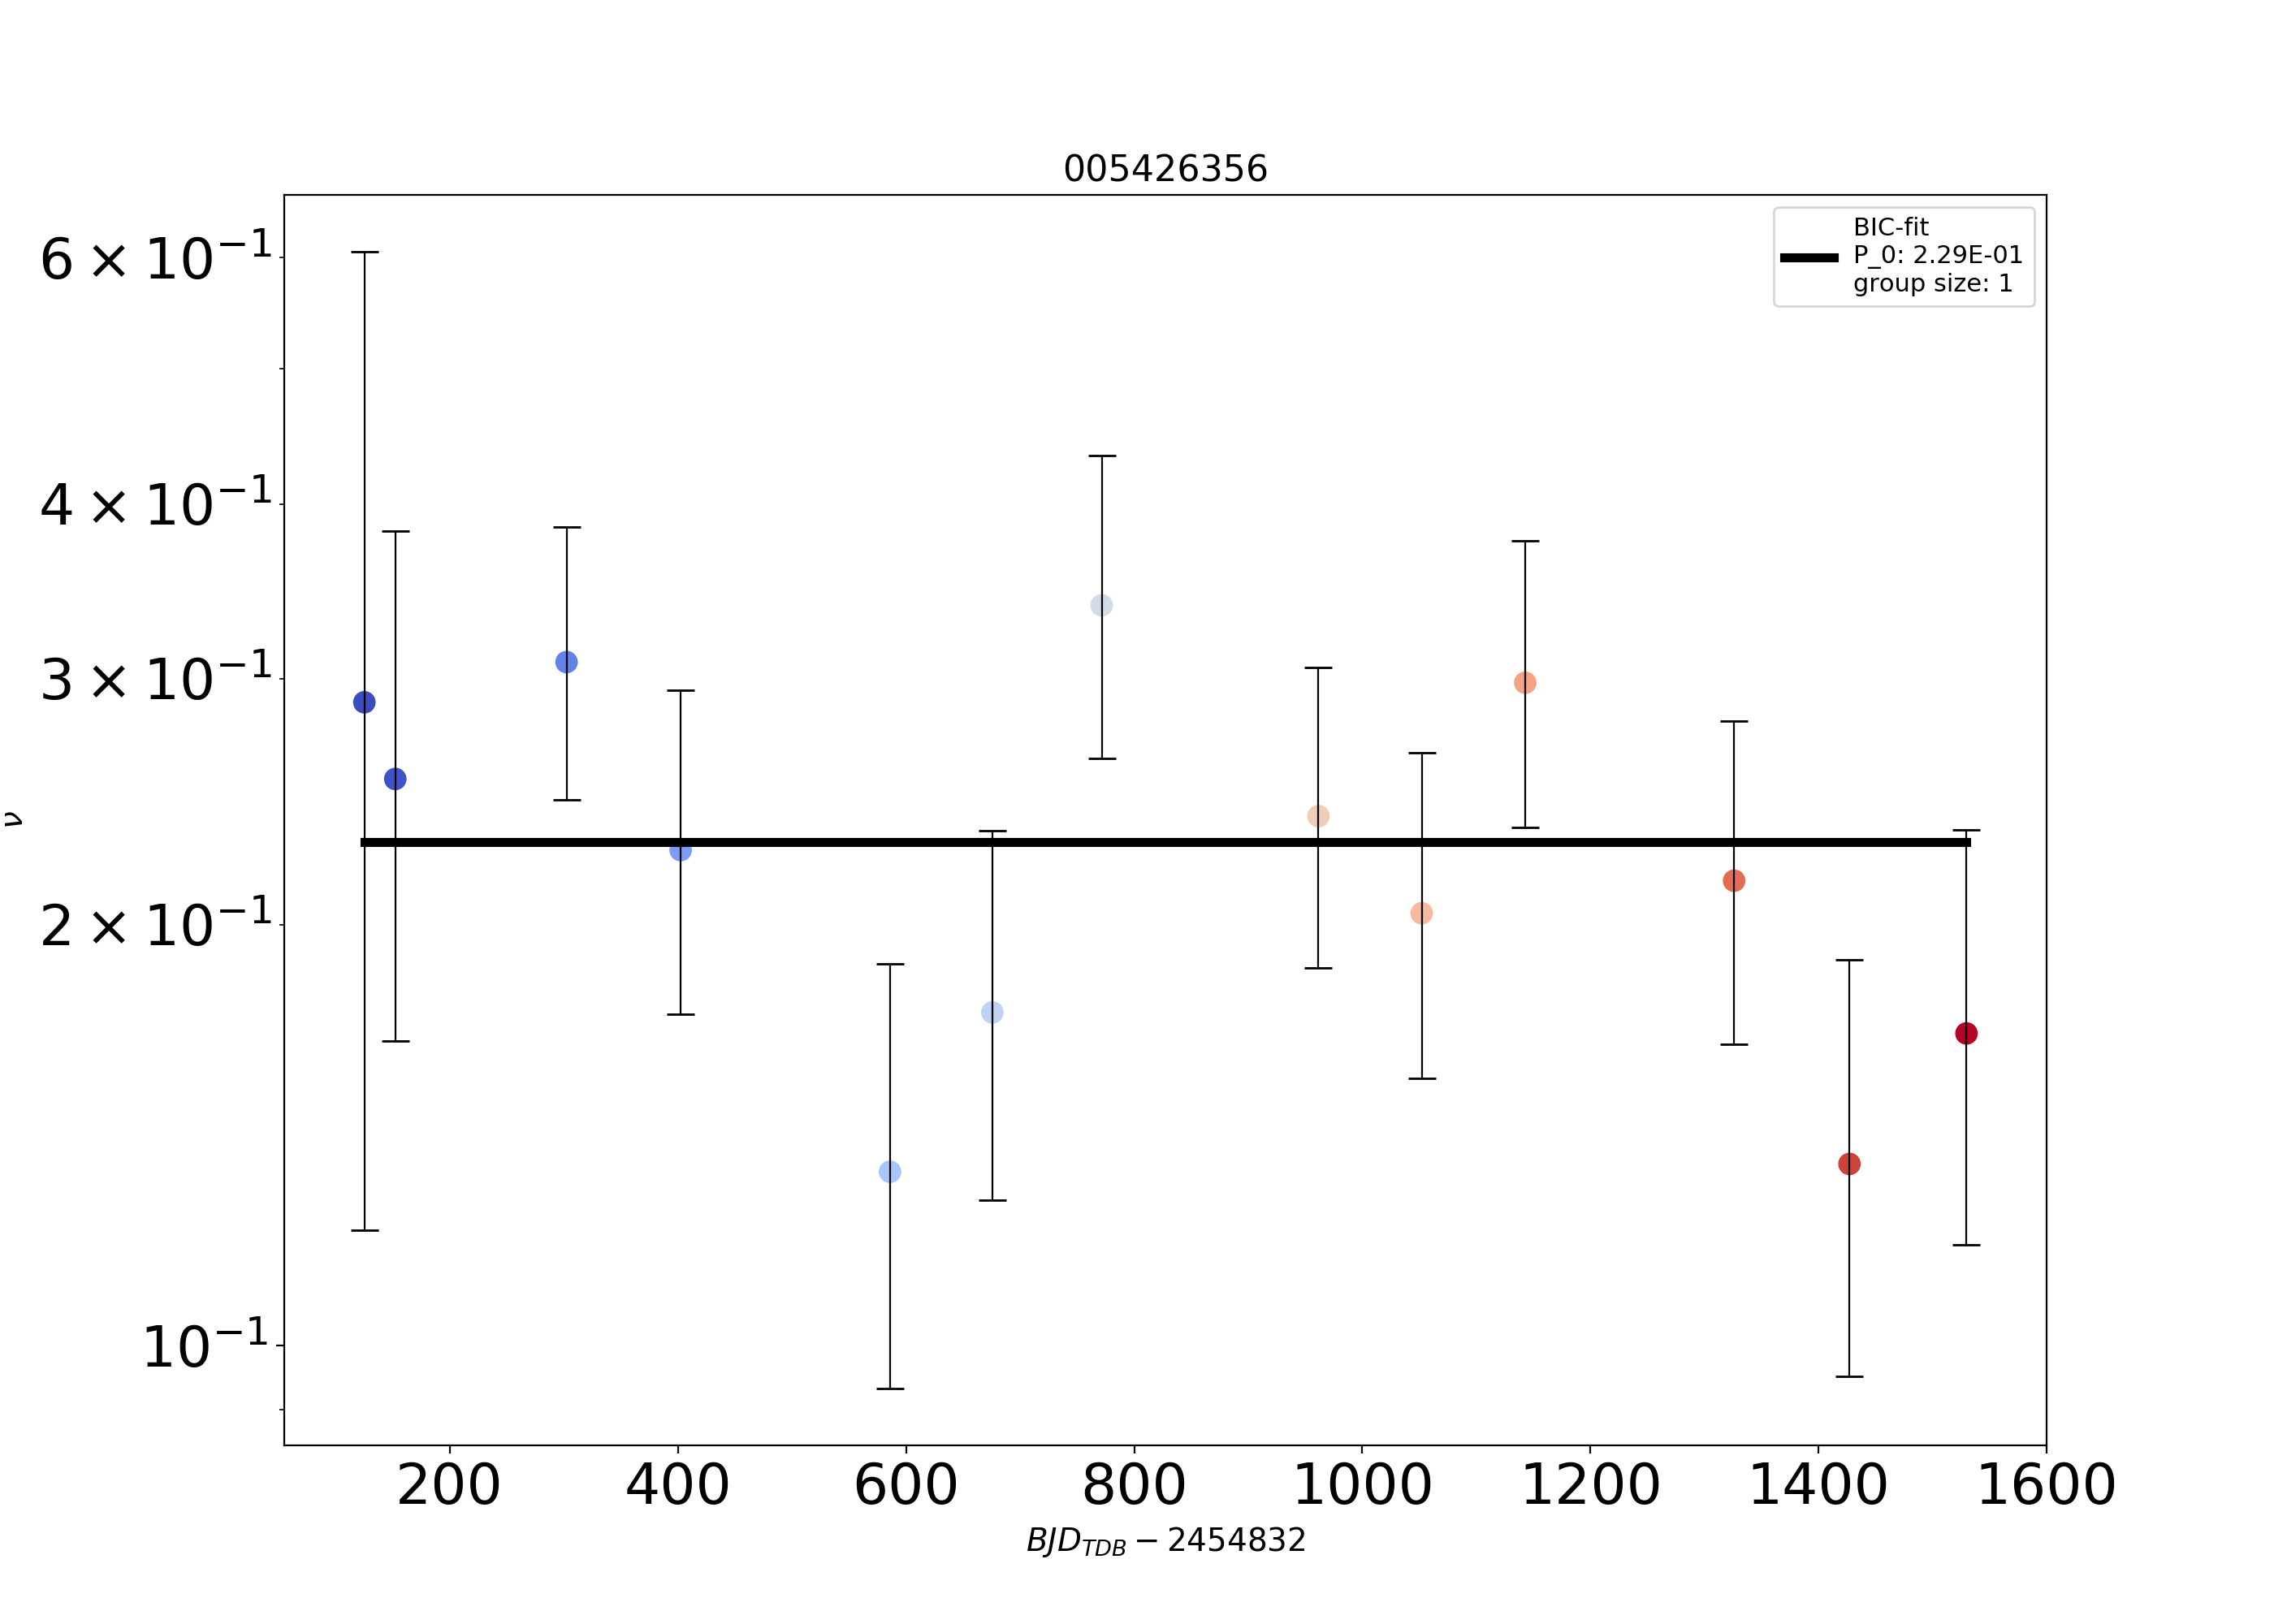 005426356
BIC-fit
P_0: 2.29E-01
group size: 1
6 × 10⁻¹
4 × 10⁻¹
3 × 10⁻¹
2 × 10⁻¹
10⁻¹
ν
200 400 600 800 1000 1200 1400 1600
BJD_TDB − 2454832